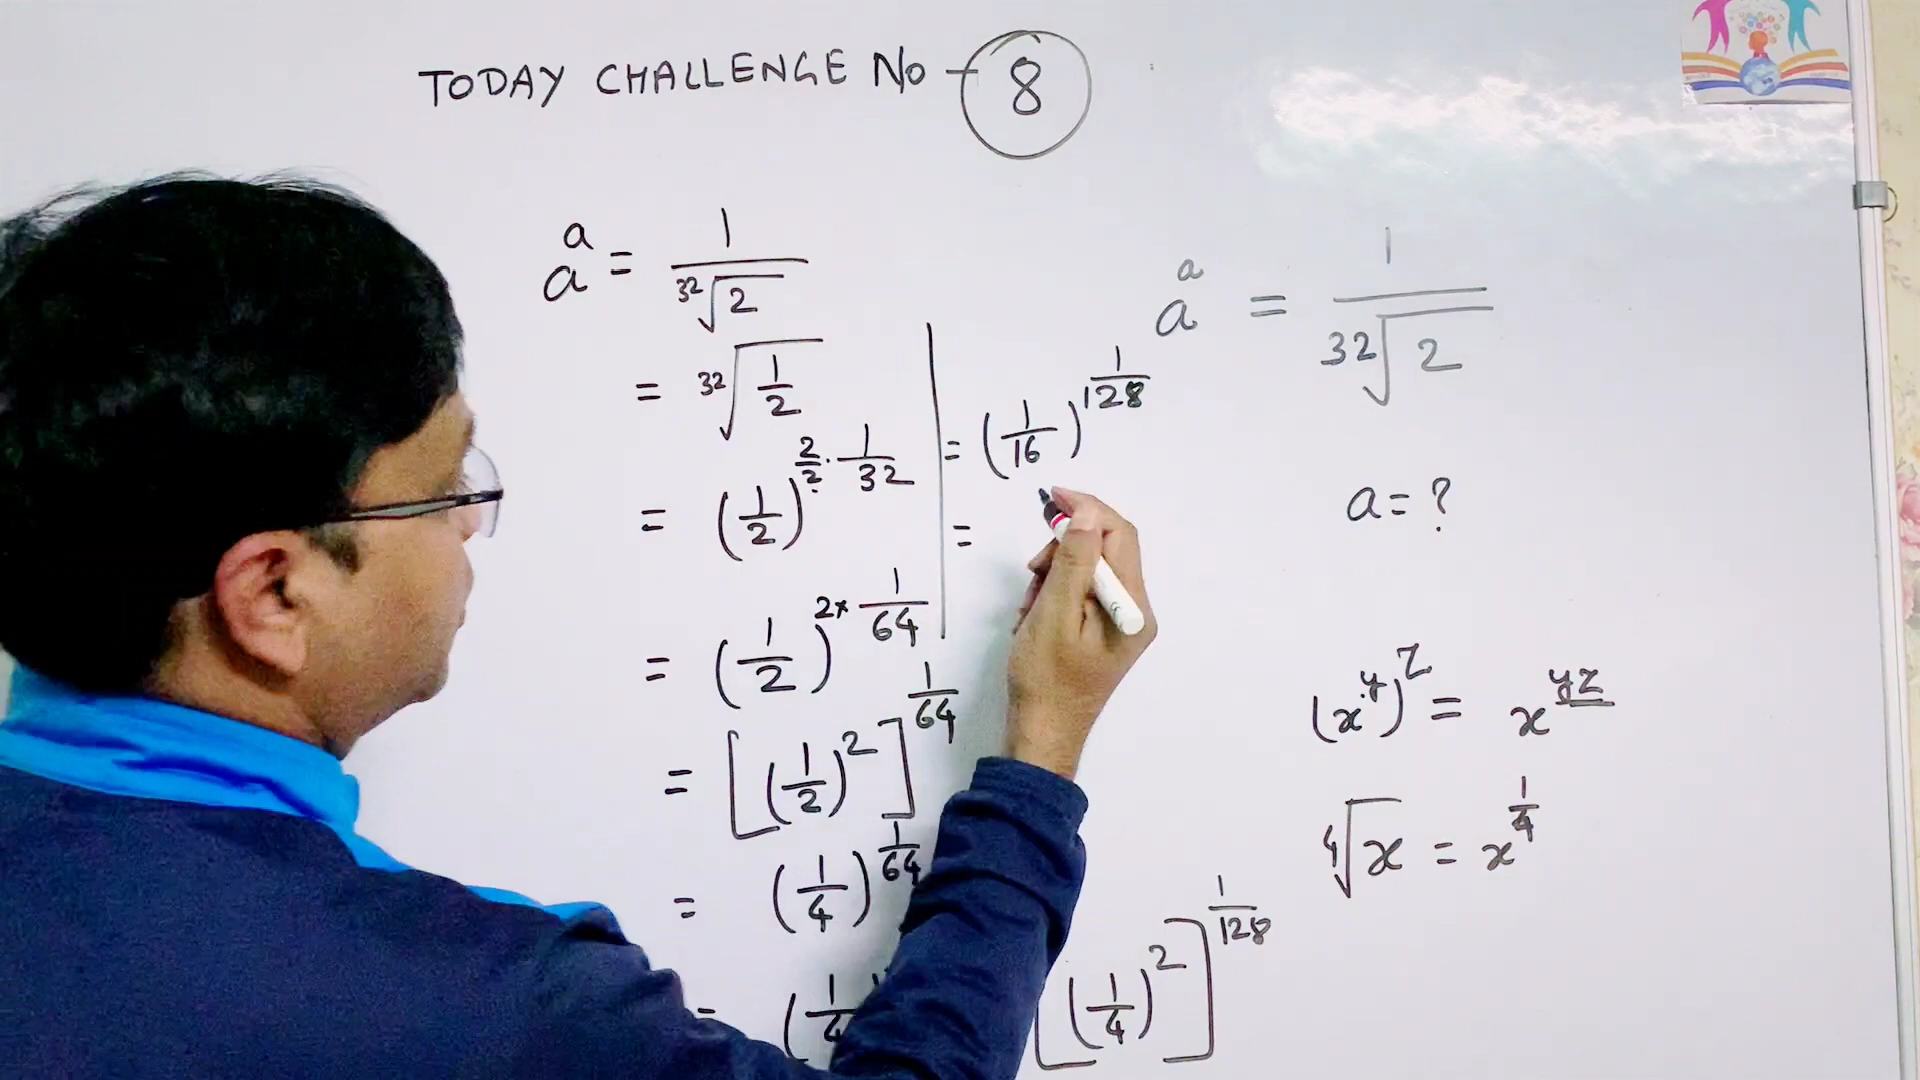 TODAY CHALLENGE No - 8
a^a = 1/³²√2
= ³²√(1/2)
= (1/2)^(2/2 · 1/32)
= (1/2)^(2× 1/64)
= [(1/2)^2]^(1/64)
= (1/4)^(1/64)
= (1/4
[(1/4)^2]^(1/128)
= (1/16)^(1/128)
=
a^a = 1/³²√2
a = ?
(x^y)^z = x^yz
⁴√x = x^(1/4)